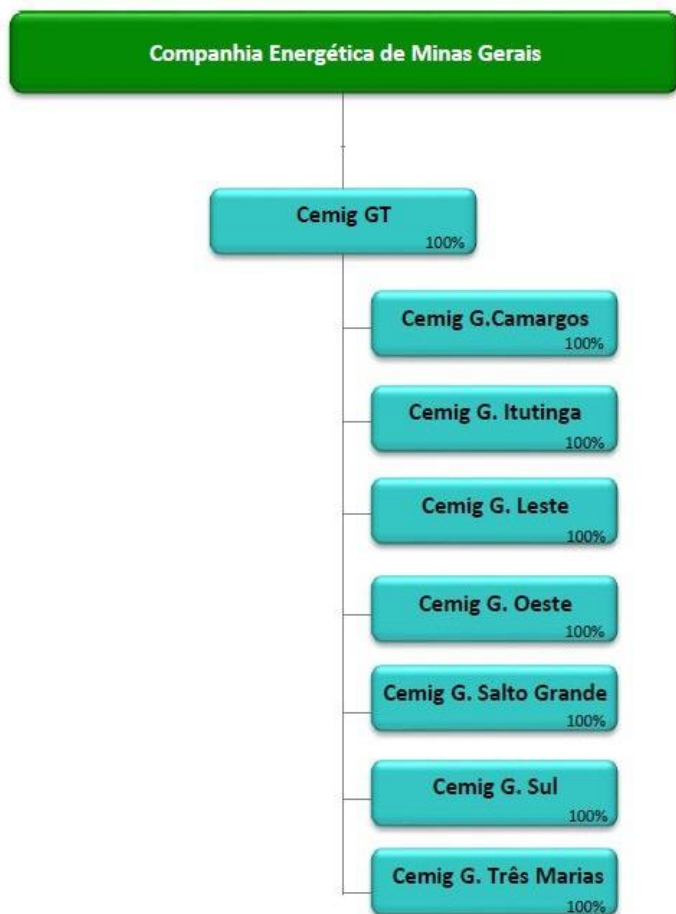 Companhia Energética de Minas Gerais
Cemig GT
100%
Cemig G.Camargos
100%
Cemig G. Itutinga
100%
Cemig G. Leste
100%
Cemig G. Oeste
100%
Cemig G. Salto Grande
100%
Cemig G. Sul
100%
Cemig G. Três Marias
100%